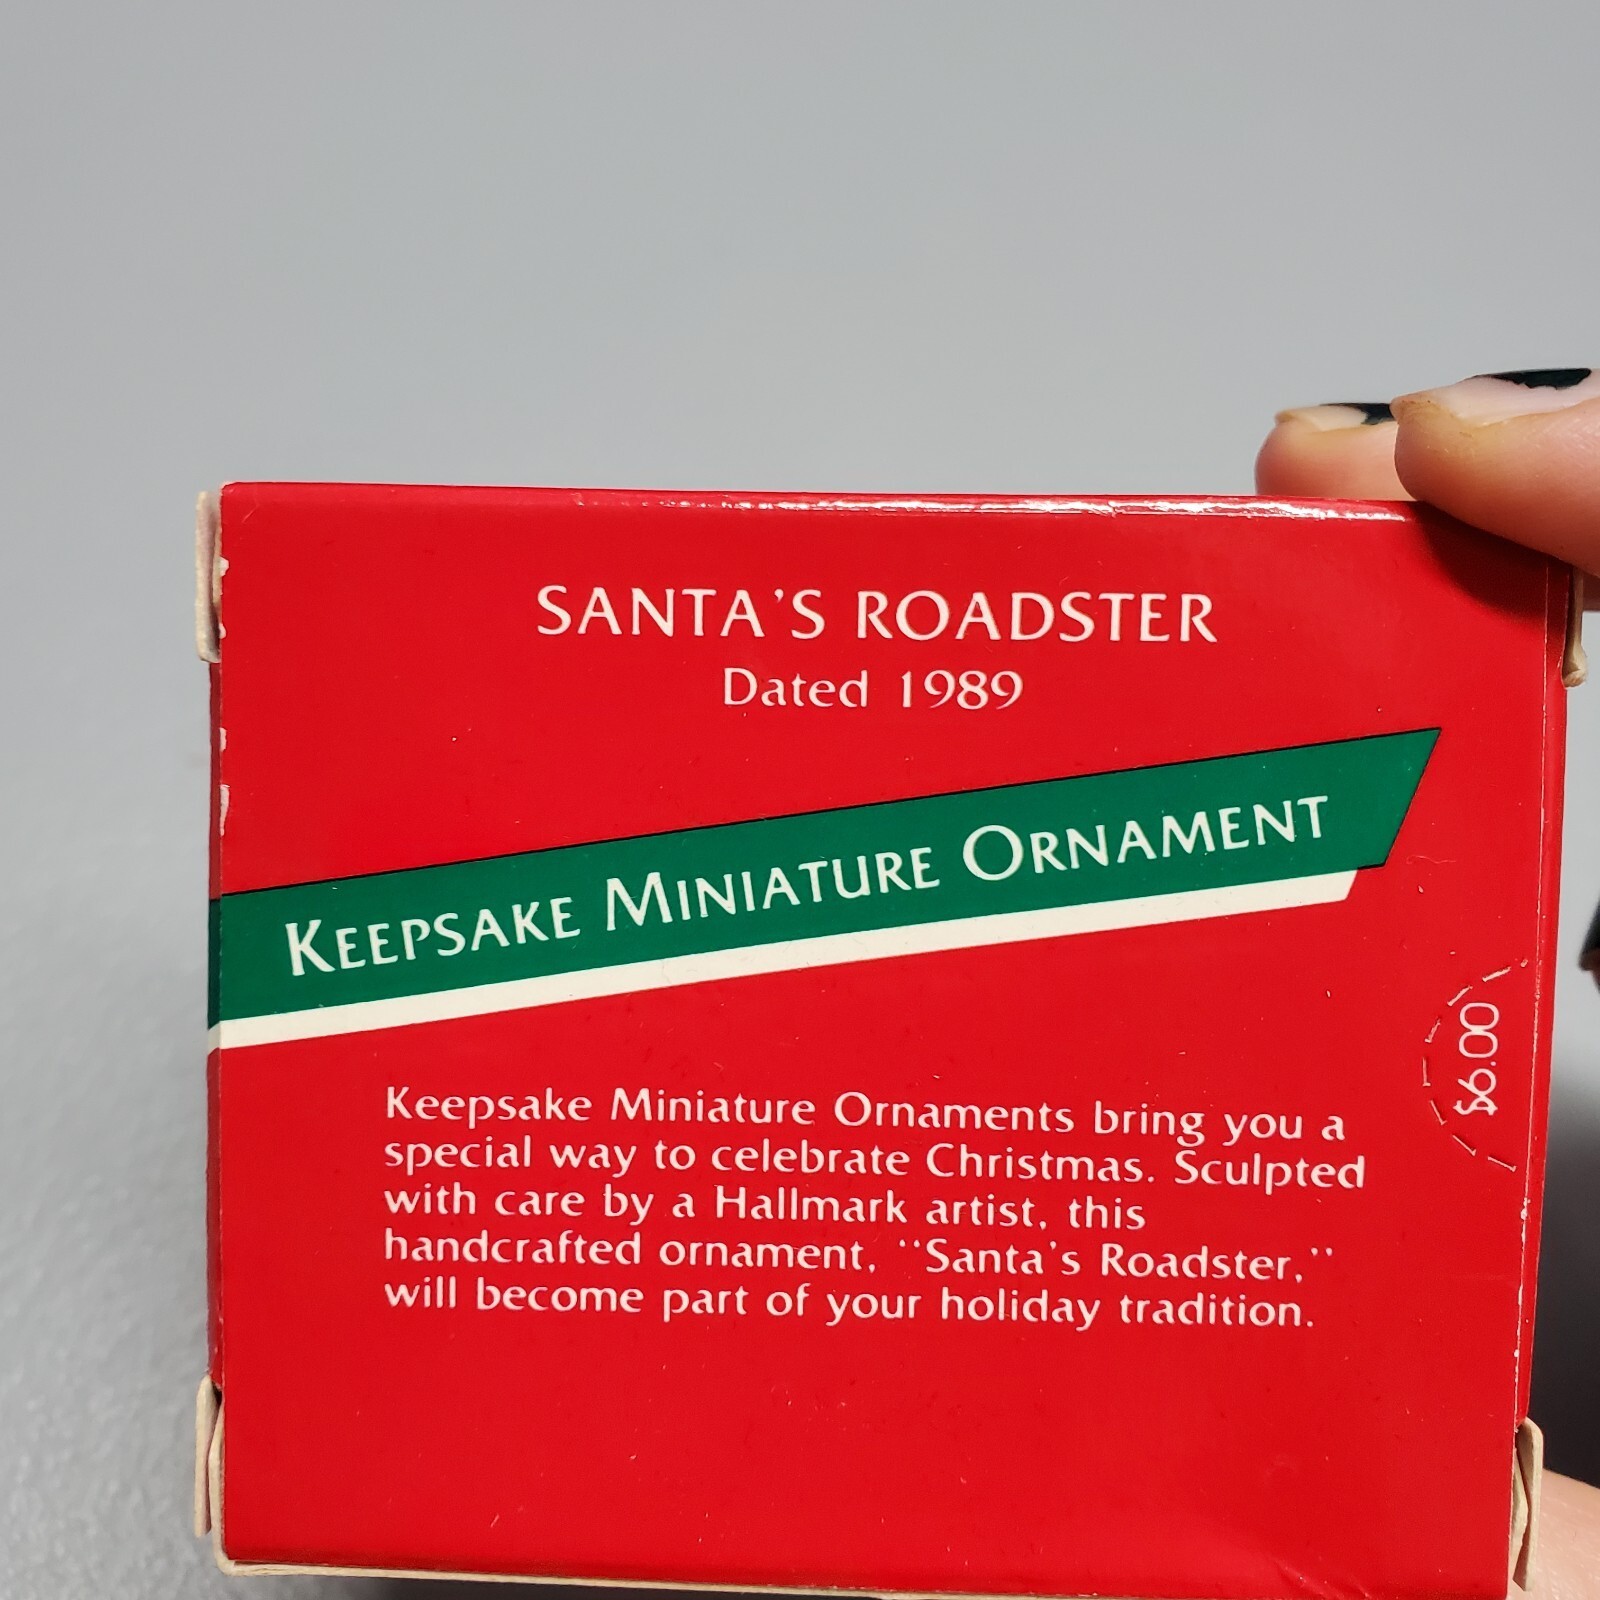 SANTA'S ROADSTER
Dated 1989
KEEPSAKE MINIATURE ORNAMENT
$6.00
Keepsake Miniature Ornaments bring you a
special way to celebrate Christmas. Sculpted
with care by a Hallmark artist, this
handcrafted ornament, "Santa's Roadster,"
will become part of your holiday tradition.